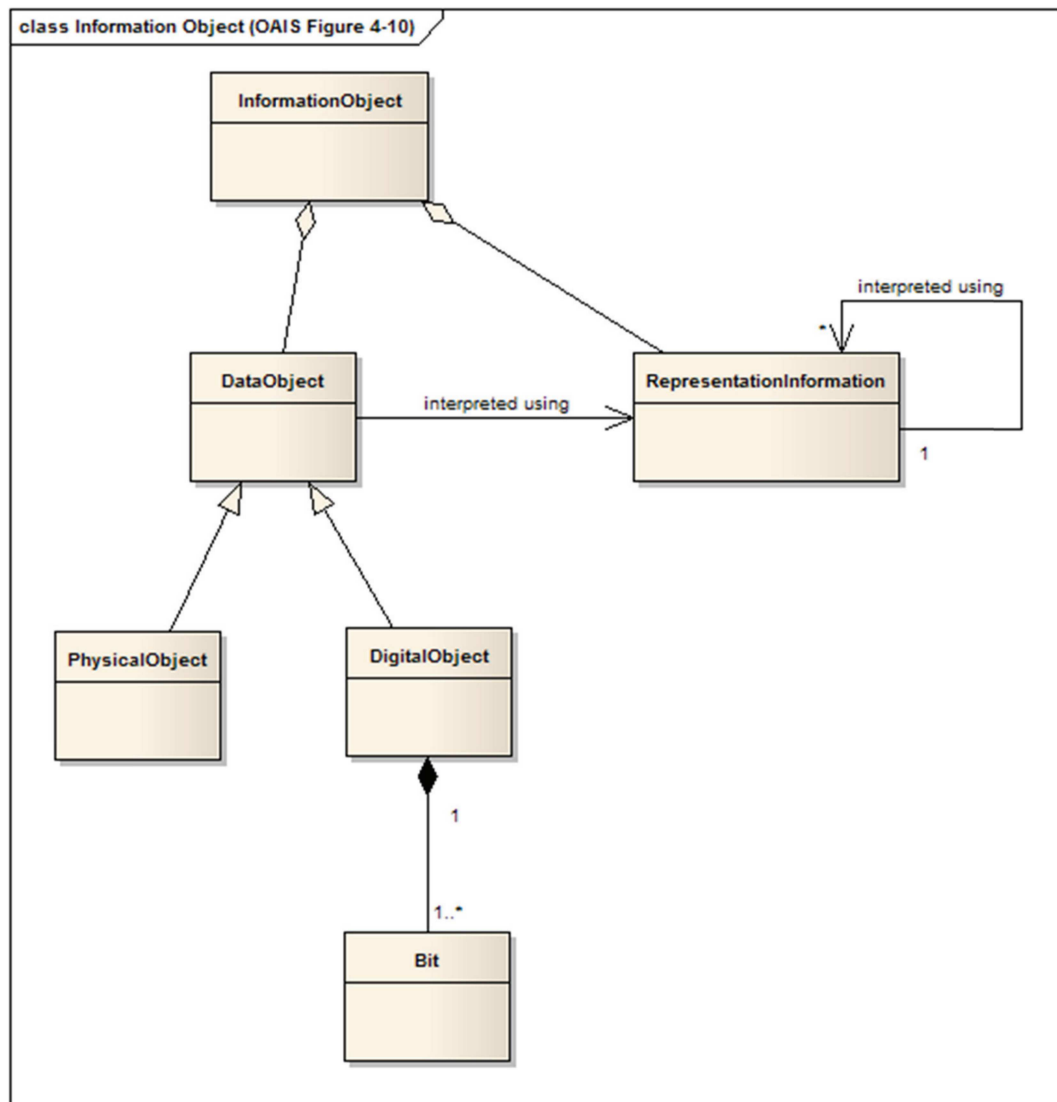 class Information Object (OAIS Figure 4-10)
InformationObject
interpreted using
*
DataObject
RepresentationInformation
interpreted using
1
PhysicalObject
DigitalObject
1
1..*
Bit